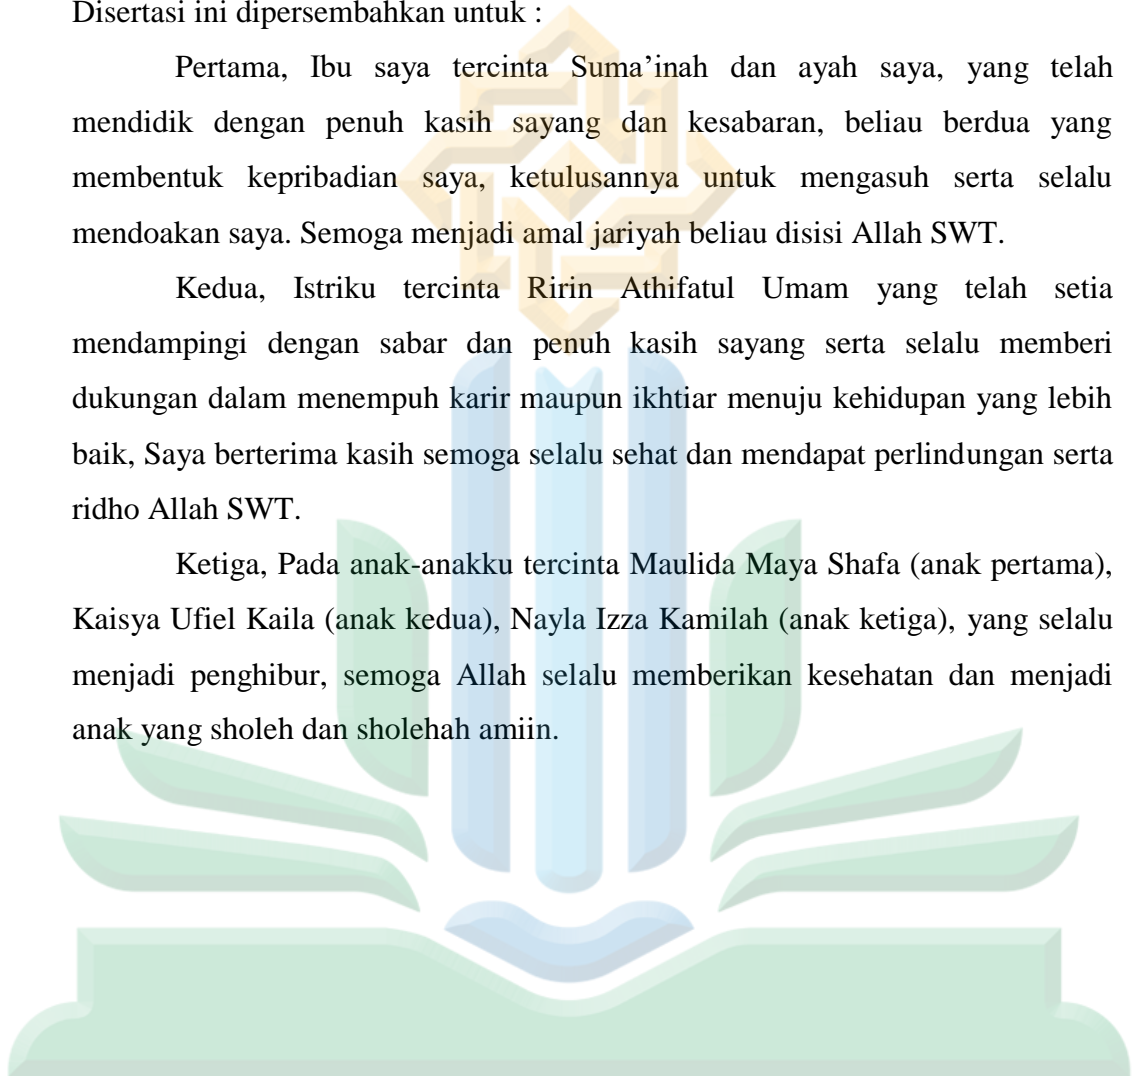 Disertasi ini dipersembahkan untuk :
Pertama, Ibu saya tercinta Suma’inah dan ayah saya, yang telah
mendidik dengan penuh kasih sayang dan kesabaran, beliau berdua yang
membentuk kepribadian saya, ketulusannya untuk mengasuh serta selalu
mendoakan saya. Semoga menjadi amal jariyah beliau disisi Allah SWT.
Kedua, Istriku tercinta Ririn Athifatul Umam yang telah setia
mendampingi dengan sabar dan penuh kasih sayang serta selalu memberi
dukungan dalam menempuh karir maupun ikhtiar menuju kehidupan yang lebih
baik, Saya berterima kasih semoga selalu sehat dan mendapat perlindungan serta
ridho Allah SWT.
Ketiga, Pada anak-anakku tercinta Maulida Maya Shafa (anak pertama),
Kaisya Ufiel Kaila (anak kedua), Nayla Izza Kamilah (anak ketiga), yang selalu
menjadi penghibur, semoga Allah selalu memberikan kesehatan dan menjadi
anak yang sholeh dan sholehah amiin.